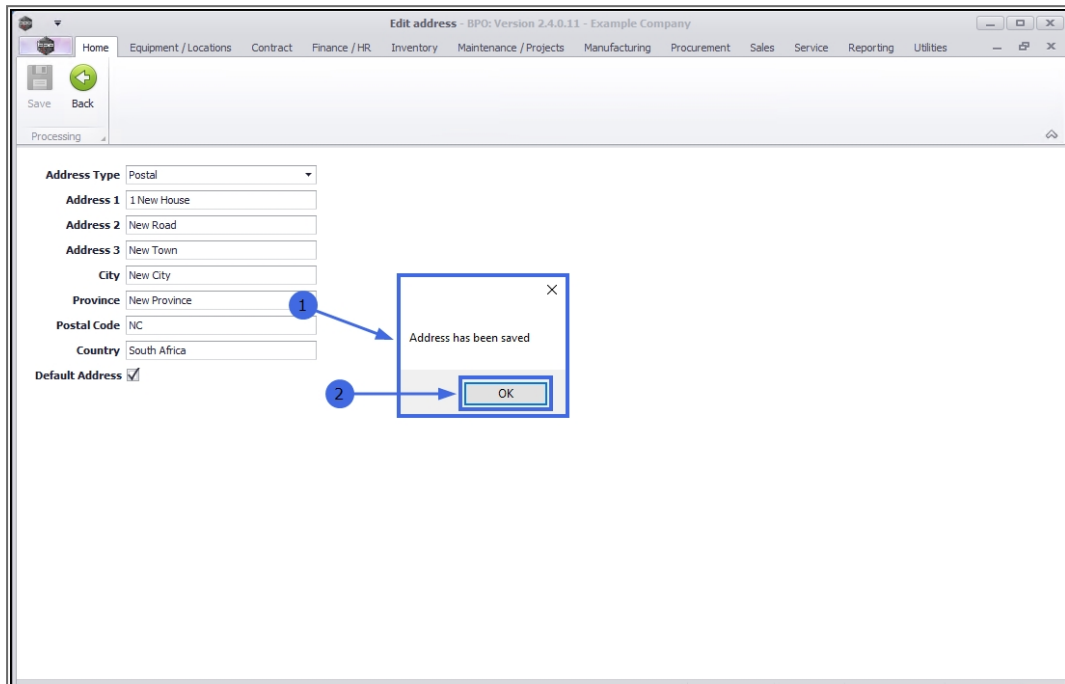 Edit address - BPO: Version 2.4.0.11 - Example Company
Home Equipment / Locations Contract Finance / HR Inventory Maintenance / Projects Manufacturing Procurement Sales Service Reporting Utilities
Save Back
Processing
Address Type Postal
Address 1 1 New House
Address 2 New Road
Address 3 New Town
City New City
Province New Province
Postal Code NC
Country South Africa
Default Address
1
Address has been saved
2
OK